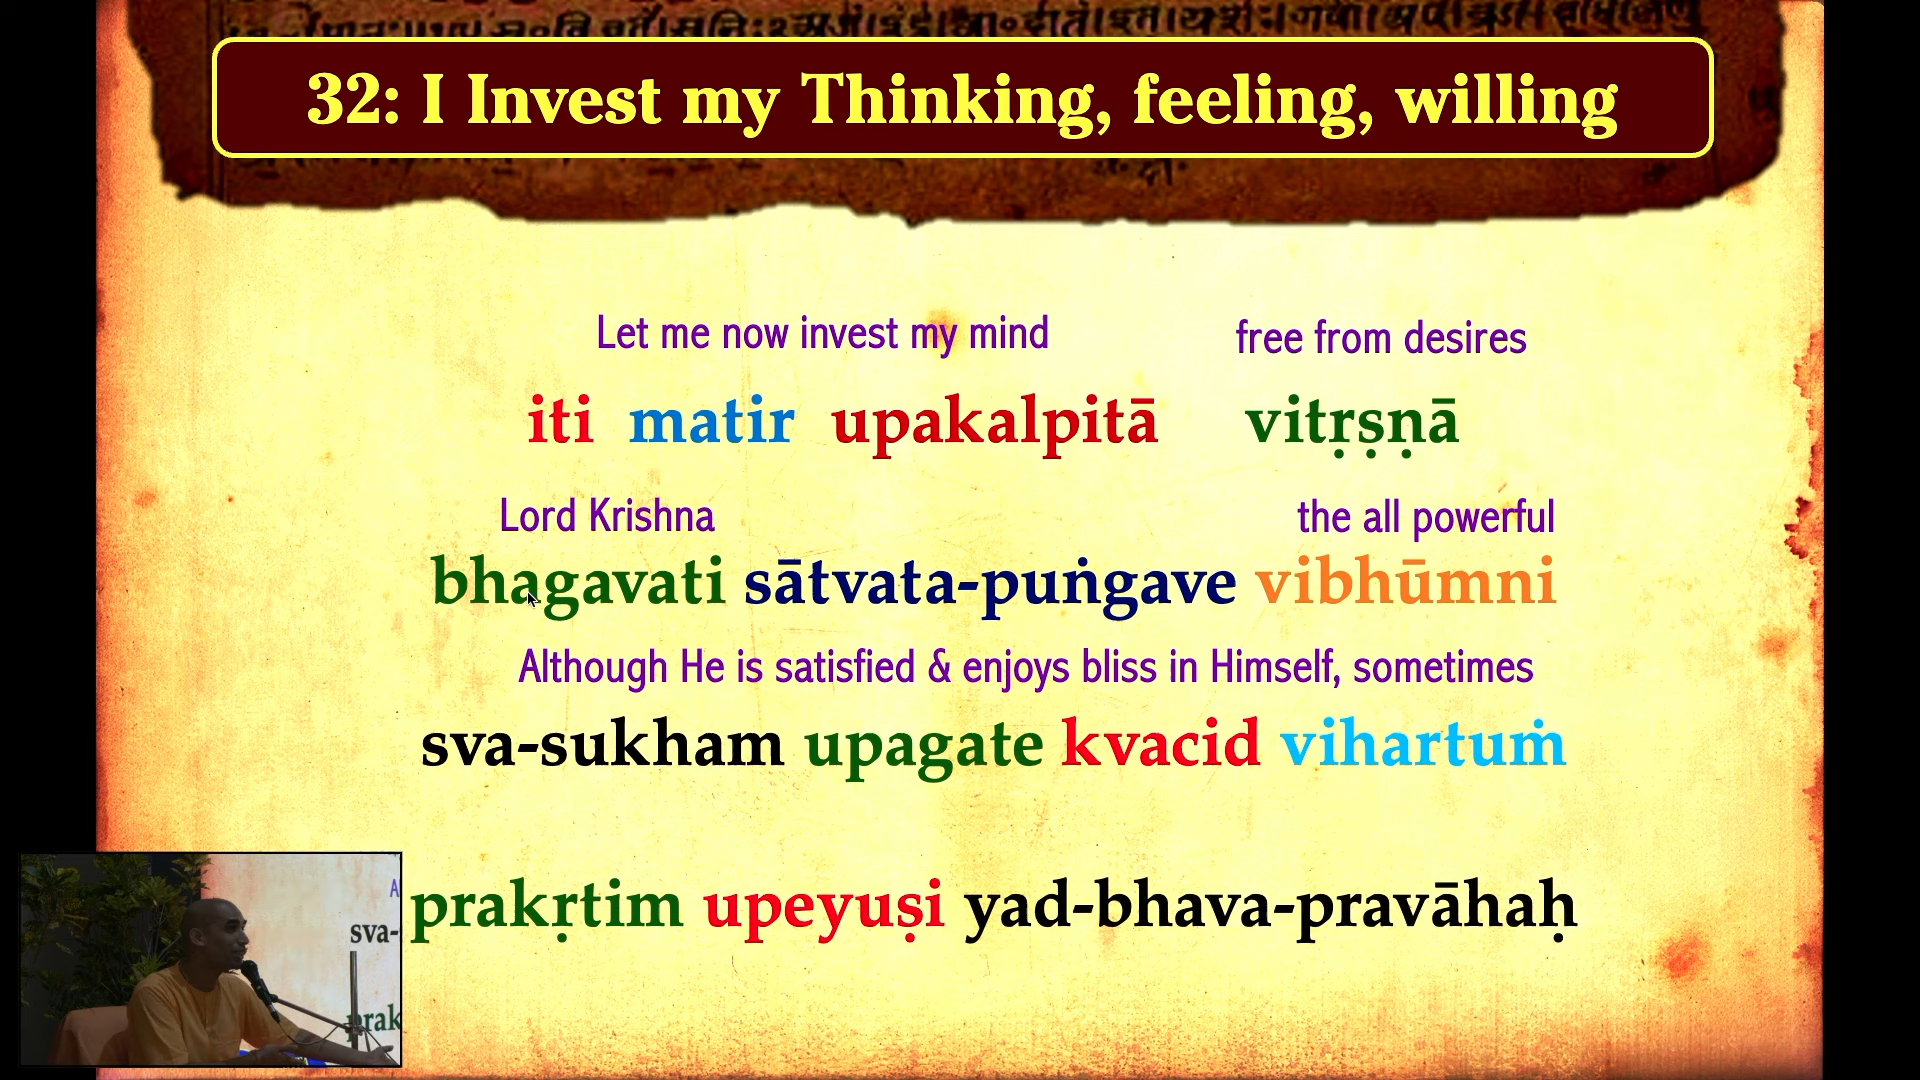 32: I Invest my Thinking, feeling, willing
Let me now invest my mind free from desires
iti matir upakalpitā vitṛṣṇā
Lord Krishna the all powerful
bhagavati sātvata-puṅgave vibhūmni
Although He is satisfied & enjoys bliss in Himself, sometimes
sva-sukham upagate kvacid vihartuṁ
prakṛtim upeyuṣi yad-bhava-pravāhaḥ
A
sva-
prak